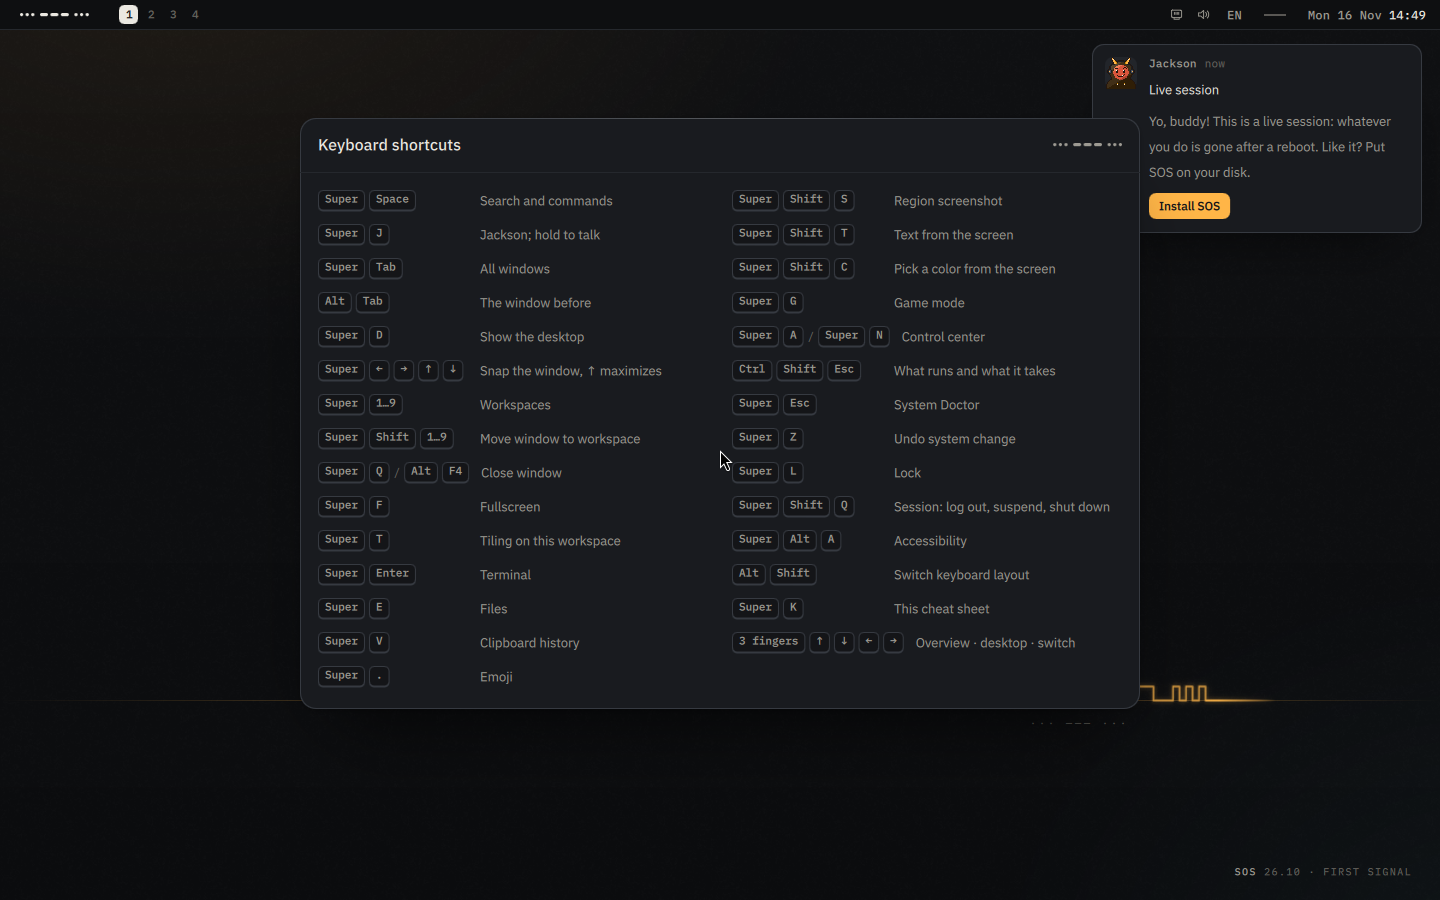 1 2 3 4
EN Mon 16 Nov 14:49
Jackson now
Live session
Yo, buddy! This is a live session: whatever
you do is gone after a reboot. Like it? Put
SOS on your disk.
Install SOS
Keyboard shortcuts
Super Space Search and commands
Super J Jackson; hold to talk
Super Tab All windows
Alt Tab The window before
Super D Show the desktop
Super ← → ↑ ↓ Snap the window, ↑ maximizes
Super 1…9 Workspaces
Super Shift 1…9 Move window to workspace
Super Q / Alt F4 Close window
Super F Fullscreen
Super T Tiling on this workspace
Super Enter Terminal
Super E Files
Super V Clipboard history
Super . Emoji
Super Shift S Region screenshot
Super Shift T Text from the screen
Super Shift C Pick a color from the screen
Super G Game mode
Super A / Super N Control center
Ctrl Shift Esc What runs and what it takes
Super Esc System Doctor
Super Z Undo system change
Super L Lock
Super Shift Q Session: log out, suspend, shut down
Super Alt A Accessibility
Alt Shift Switch keyboard layout
Super K This cheat sheet
3 fingers ↑ ↓ ← → Overview · desktop · switch
SOS 26.10 · FIRST SIGNAL